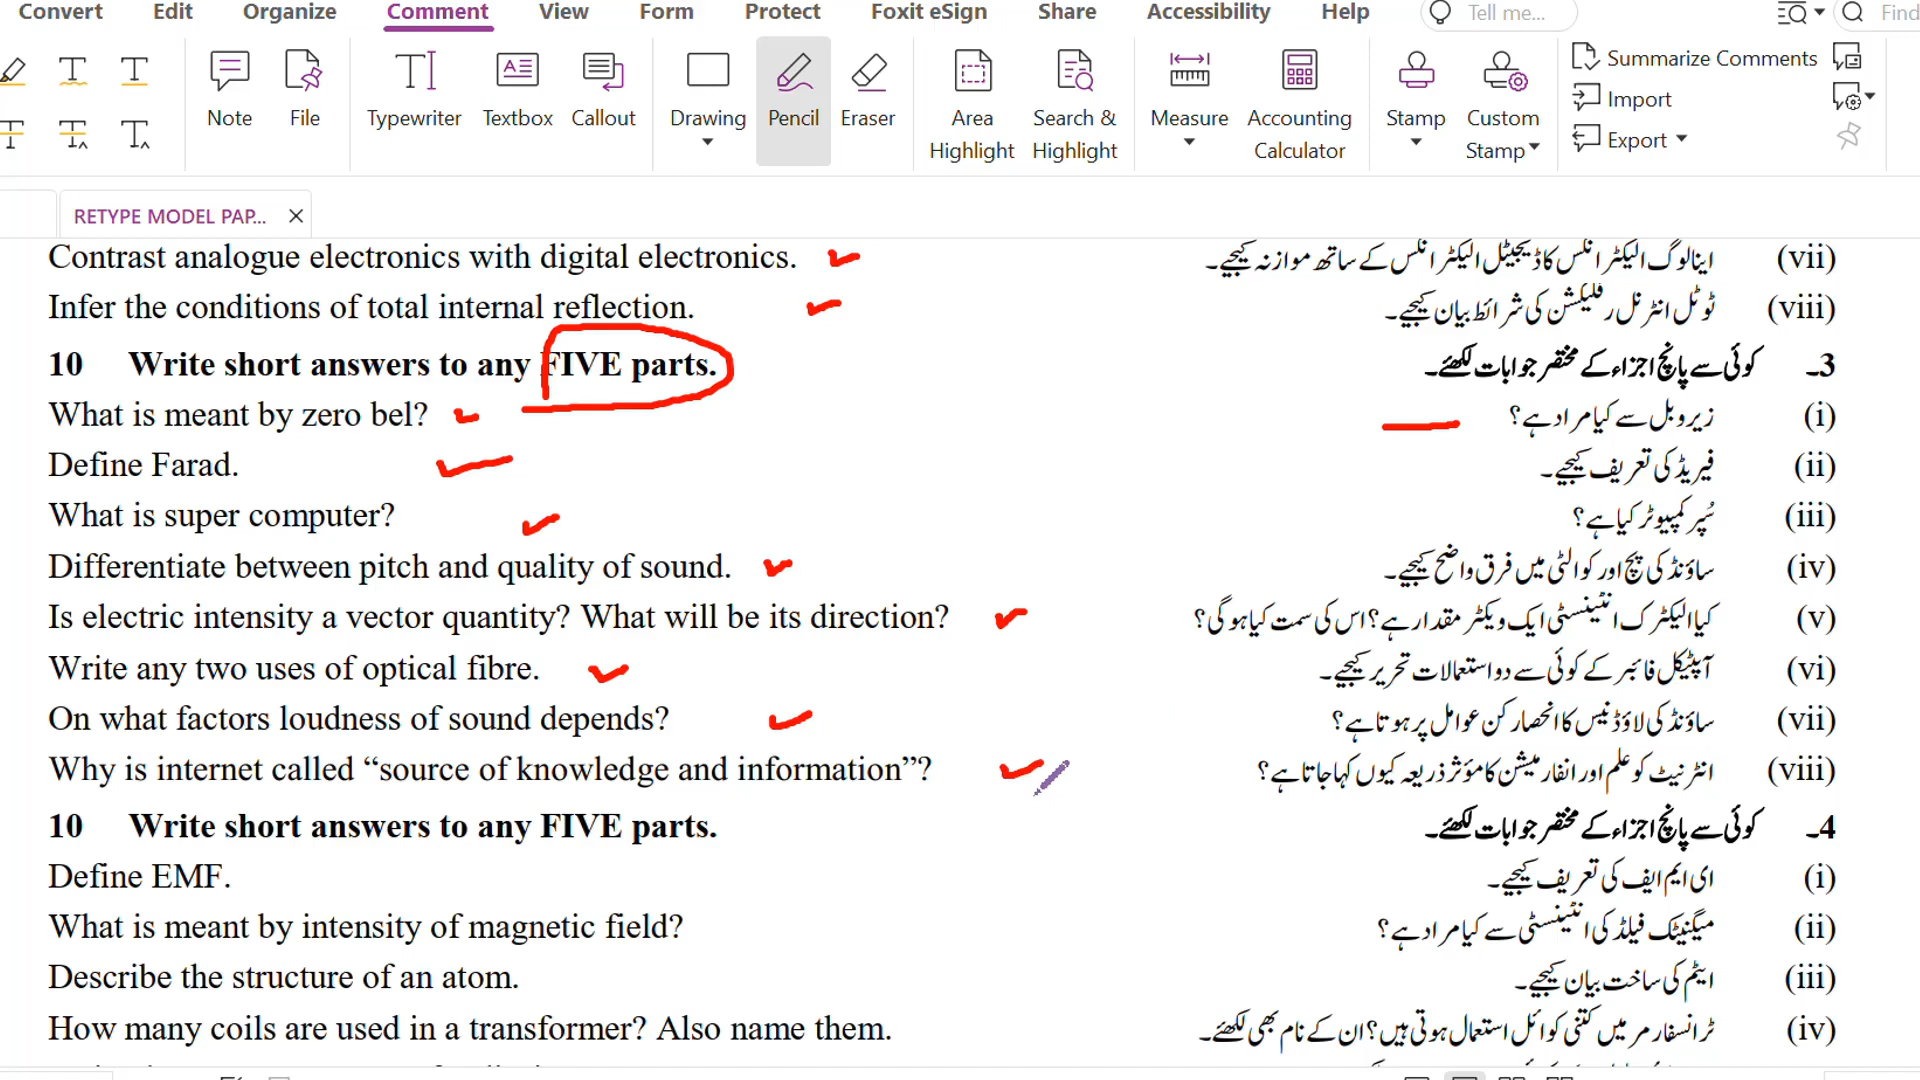 Convert Edit Organize Comment View Form Protect Foxit eSign Share Accessibility Help Tell me... Find
Note File Typewriter Textbox Callout Drawing Pencil Eraser Area Highlight Search & Highlight Measure Accounting Calculator Stamp Custom Stamp Summarize Comments
Import
Export
RETYPE MODEL PAP...
Contrast analogue electronics with digital electronics. اینالوگ الیکٹرانکس کا ڈیجیٹل الیکٹرانکس کے ساتھ موازنہ کیجیے۔ (vii)
Infer the conditions of total internal reflection. ٹوٹل انٹرنل رفلیکشن کی شرائط بیان کیجیے۔ (viii)
10 Write short answers to any FIVE parts. کوئی سے پانچ اجزاء کے مختصر جوابات لکھئے۔ 3۔
What is meant by zero bel? زیرو بل سے کیا مراد ہے؟ (i)
Define Farad. فیریڈ کی تعریف کیجیے۔ (ii)
What is super computer? سُپر کمپیوٹر کیا ہے؟ (iii)
Differentiate between pitch and quality of sound. ساؤنڈ کی پچ اور کوالٹی میں فرق واضح کیجیے۔ (iv)
Is electric intensity a vector quantity? What will be its direction? کیا الیکٹرک انٹینسٹی ایک ویکٹر مقدار ہے؟ اس کی سمت کیا ہوگی؟ (v)
Write any two uses of optical fibre. آپٹیکل فائبر کے کوئی سے دو استعمالات تحریر کیجیے۔ (vi)
On what factors loudness of sound depends? ساؤنڈ کی لاؤڈنیس کا انحصار کن عوامل پر ہوتا ہے؟ (vii)
Why is internet called “source of knowledge and information”? انٹرنیٹ کو علم اور انفارمیشن کا مؤثر ذریعہ کیوں کہا جاتا ہے؟ (viii)
10 Write short answers to any FIVE parts. کوئی سے پانچ اجزاء کے مختصر جوابات لکھئے۔ 4۔
Define EMF. ای ایم ایف کی تعریف کیجیے۔ (i)
What is meant by intensity of magnetic field? میگنیٹک فیلڈ کی انٹینسٹی سے کیا مراد ہے؟ (ii)
Describe the structure of an atom. ایٹم کی ساخت بیان کیجیے۔ (iii)
How many coils are used in a transformer? Also name them. ٹرانسفارمر میں کتنی کوائل استعمال ہوتی ہیں؟ ان کے نام بھی لکھئے۔ (iv)